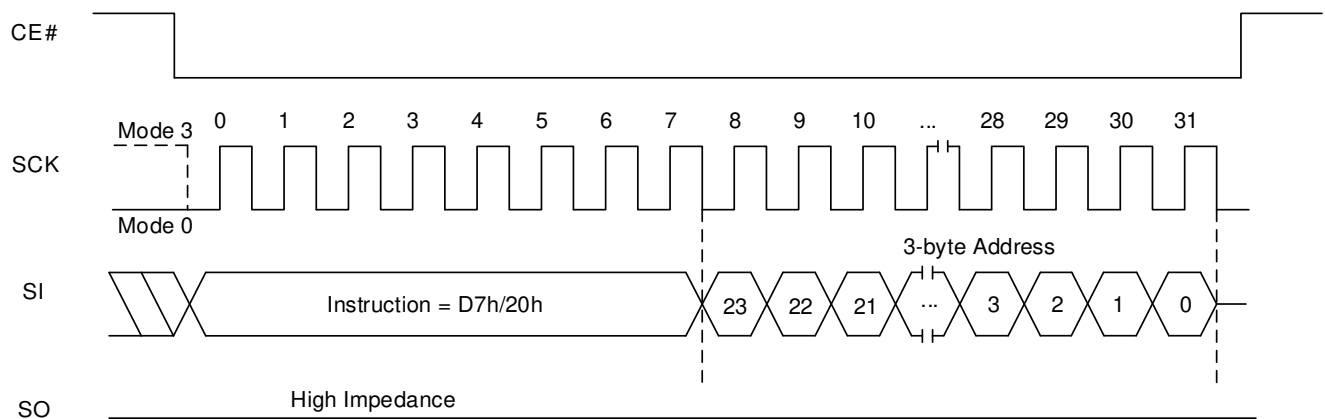 CE#
Mode 3
0 1 2 3 4 5 6 7 8 9 10 ... 28 29 30 31
SCK
Mode 0
3-byte Address
SI
Instruction = D7h/20h
23 22 21 ... 3 2 1 0
High Impedance
SO